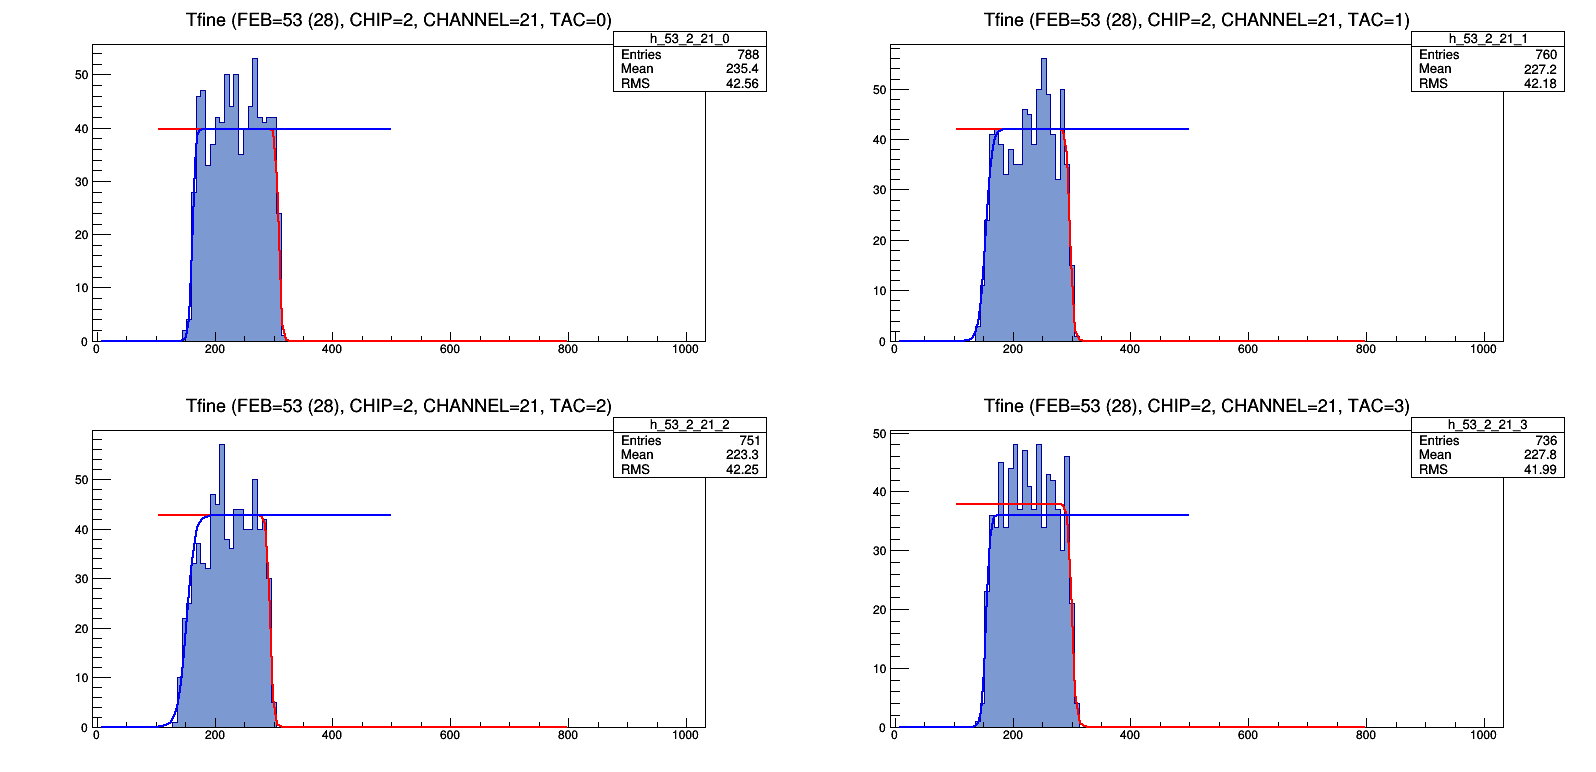 Tfine (FEB=53 (28), CHIP=2, CHANNEL=21, TAC=0)
h_53_2_21_0
Entries 788
Mean 235.4
RMS 42.56
50
40
30
20
10
0
0 200 400 600 800 1000
Tfine (FEB=53 (28), CHIP=2, CHANNEL=21, TAC=1)
h_53_2_21_1
Entries 760
Mean 227.2
RMS 42.18
50
40
30
20
10
0
0 200 400 600 800 1000
Tfine (FEB=53 (28), CHIP=2, CHANNEL=21, TAC=2)
h_53_2_21_2
Entries 751
Mean 223.3
RMS 42.25
50
40
30
20
10
0
0 200 400 600 800 1000
Tfine (FEB=53 (28), CHIP=2, CHANNEL=21, TAC=3)
h_53_2_21_3
Entries 736
Mean 227.8
RMS 41.99
50
40
30
20
10
0
0 200 400 600 800 1000